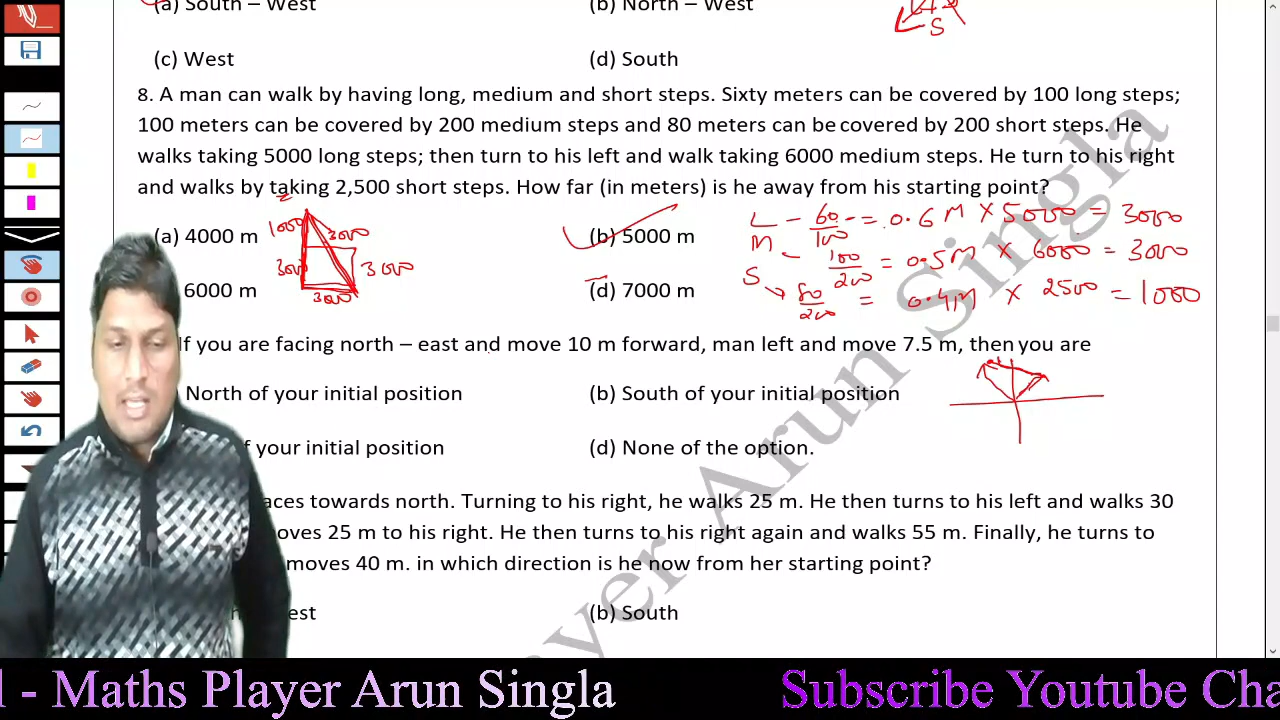 (a) South – West (b) North – West
S
(c) West (d) South
8. A man can walk by having long, medium and short steps. Sixty meters can be covered by 100 long steps;
100 meters can be covered by 200 medium steps and 80 meters can be covered by 200 short steps. He
walks taking 5000 long steps; then turn to his left and walk taking 6000 medium steps. He turn to his right
and walks by taking 2,500 short steps. How far (in meters) is he away from his starting point?
L - 60/100 = 0.6 M × 5000 = 3000
(a) 4000 m 1000 3000 (b) 5000 m
M - 100/200 = 0.5M × 6000 = 3000
3000 3000
S → 80/200 = 0.4M × 2500 = 1000
6000 m 3000 (d) 7000 m
If you are facing north – east and move 10 m forward, man left and move 7.5 m, then you are
North of your initial position (b) South of your initial position
f your initial position (d) None of the option.
aces towards north. Turning to his right, he walks 25 m. He then turns to his left and walks 30
oves 25 m to his right. He then turns to his right again and walks 55 m. Finally, he turns to
moves 40 m. in which direction is he now from her starting point?
est (b) South
ayer Arun Singla
l - Maths Player Arun Singla Subscribe Youtube Cha